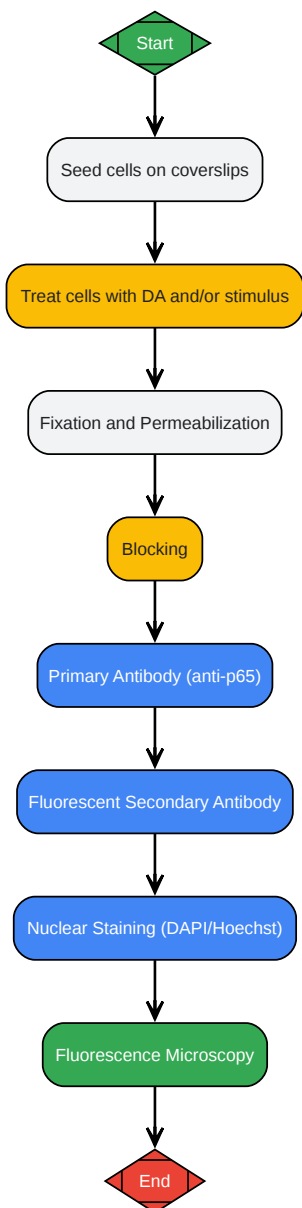 Start
Seed cells on coverslips
Treat cells with DA and/or stimulus
Fixation and Permeabilization
Blocking
Primary Antibody (anti-p65)
Fluorescent Secondary Antibody
Nuclear Staining (DAPI/Hoechst)
Fluorescence Microscopy
End